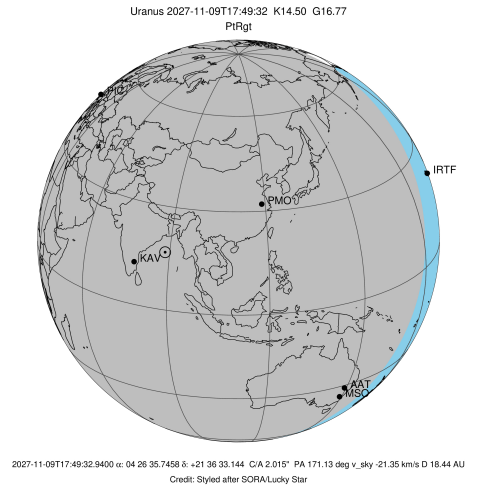 Uranus 2027-11-09T17:49:32 K14.50 G16.77
PtRgt
PIC
IRTF
PMO
KAV
AAT
MSO
2027-11-09T17:49:32.9400 α: 04 26 35.7458 δ: +21 36 33.144 C/A 2.015" PA 171.13 deg v_sky -21.35 km/s D 18.44 AU
Credit: Styled after SORA/Lucky Star